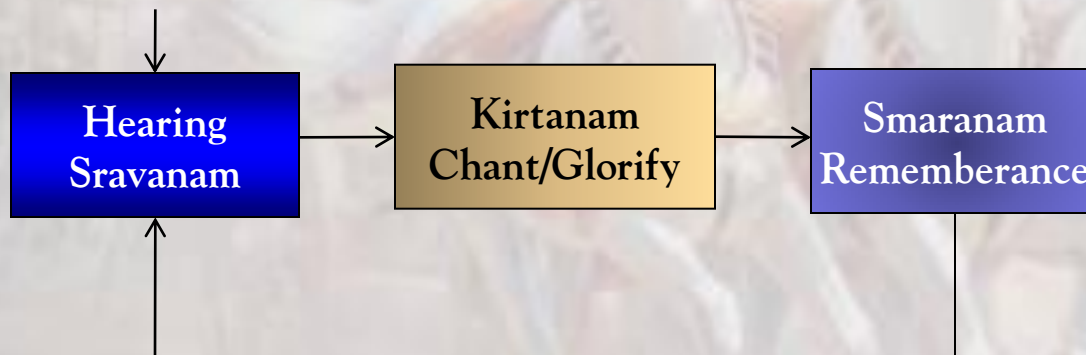 Hearing
Sravanam
Kirtanam
Chant/Glorify
Smaranam
Rememberance